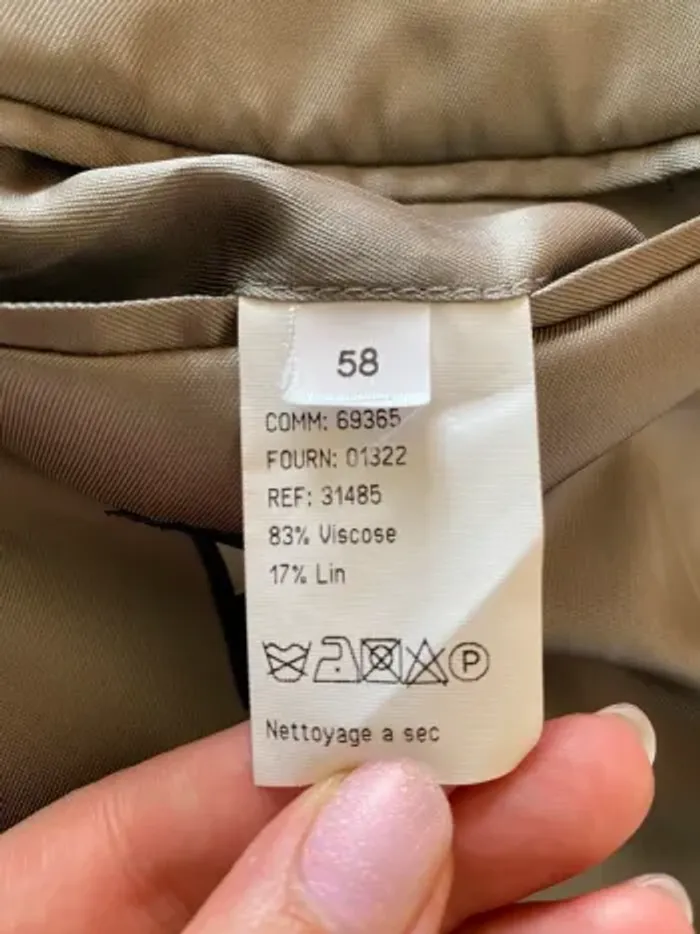 58
COMM: 69365
FOURN: 01322
REF: 31485
83% Viscose
17% Lin
P
Nettoyage a sec